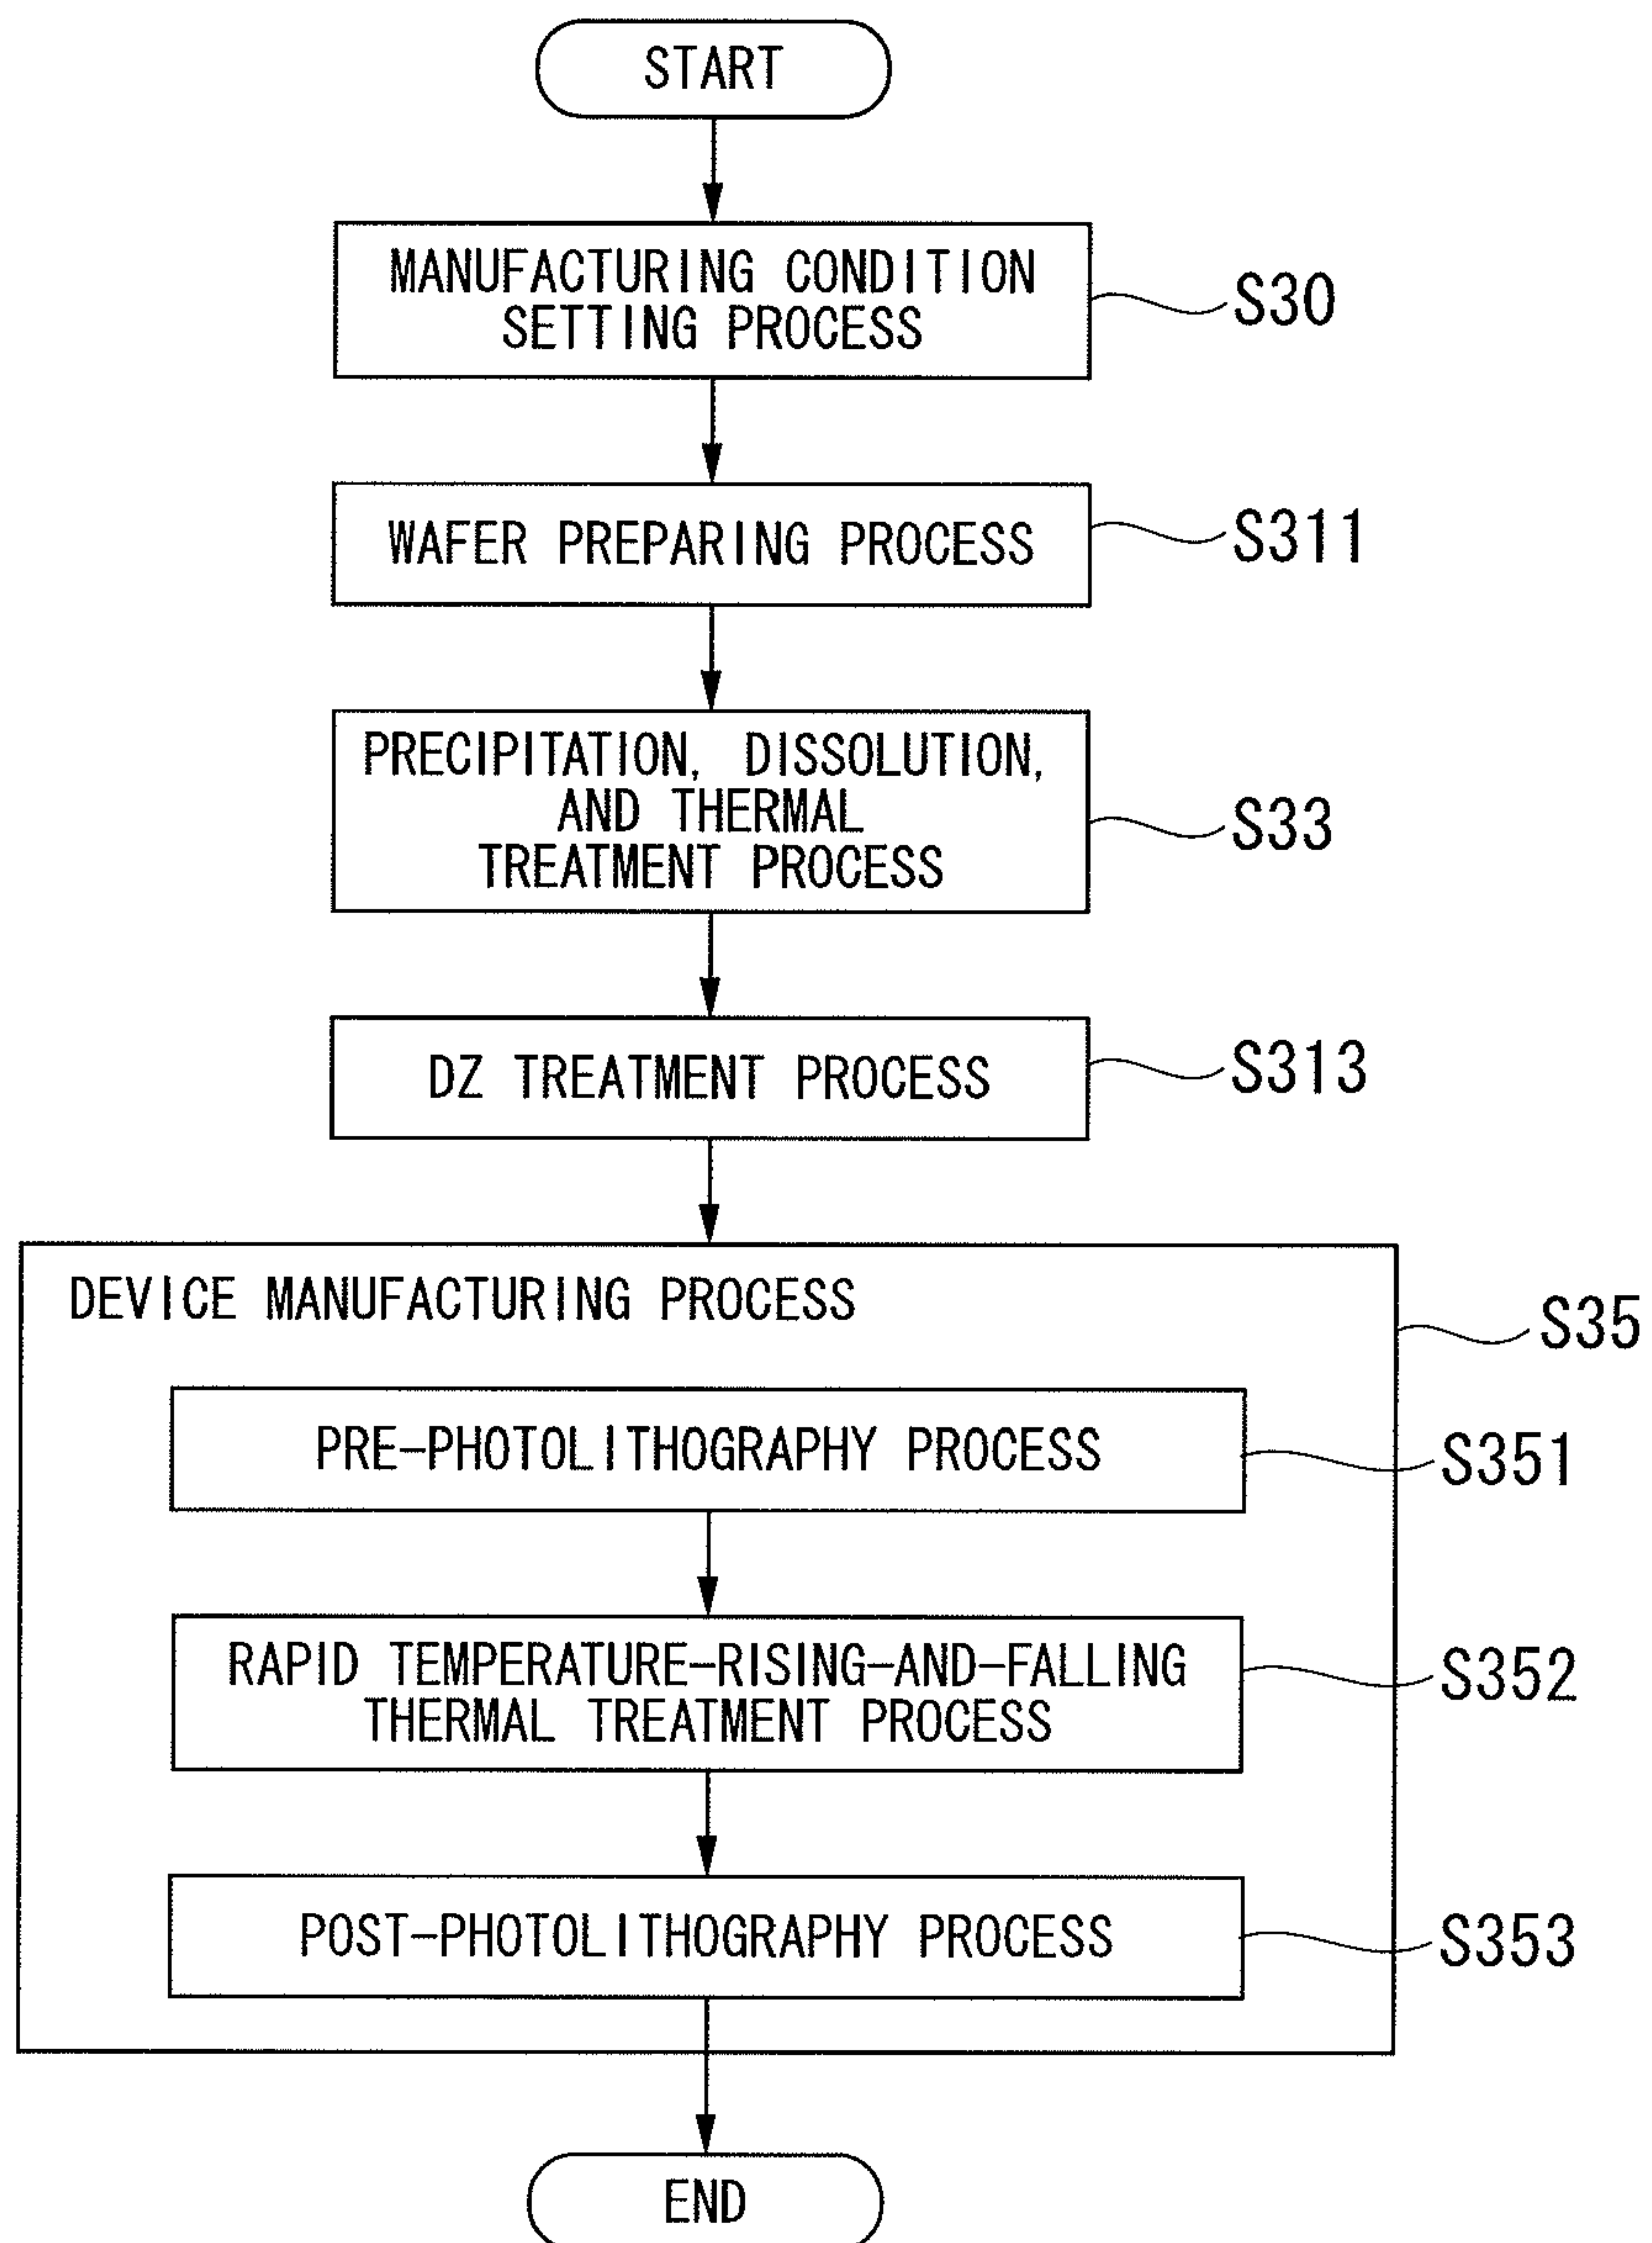 START
MANUFACTURING CONDITION
SETTING PROCESS
S30
WAFER PREPARING PROCESS
S311
PRECIPITATION, DISSOLUTION,
AND THERMAL
TREATMENT PROCESS
S33
DZ TREATMENT PROCESS
S313
DEVICE MANUFACTURING PROCESS
S35
PRE-PHOTOLITHOGRAPHY PROCESS
S351
RAPID TEMPERATURE-RISING-AND-FALLING
THERMAL TREATMENT PROCESS
S352
POST-PHOTOLITHOGRAPHY PROCESS
S353
END